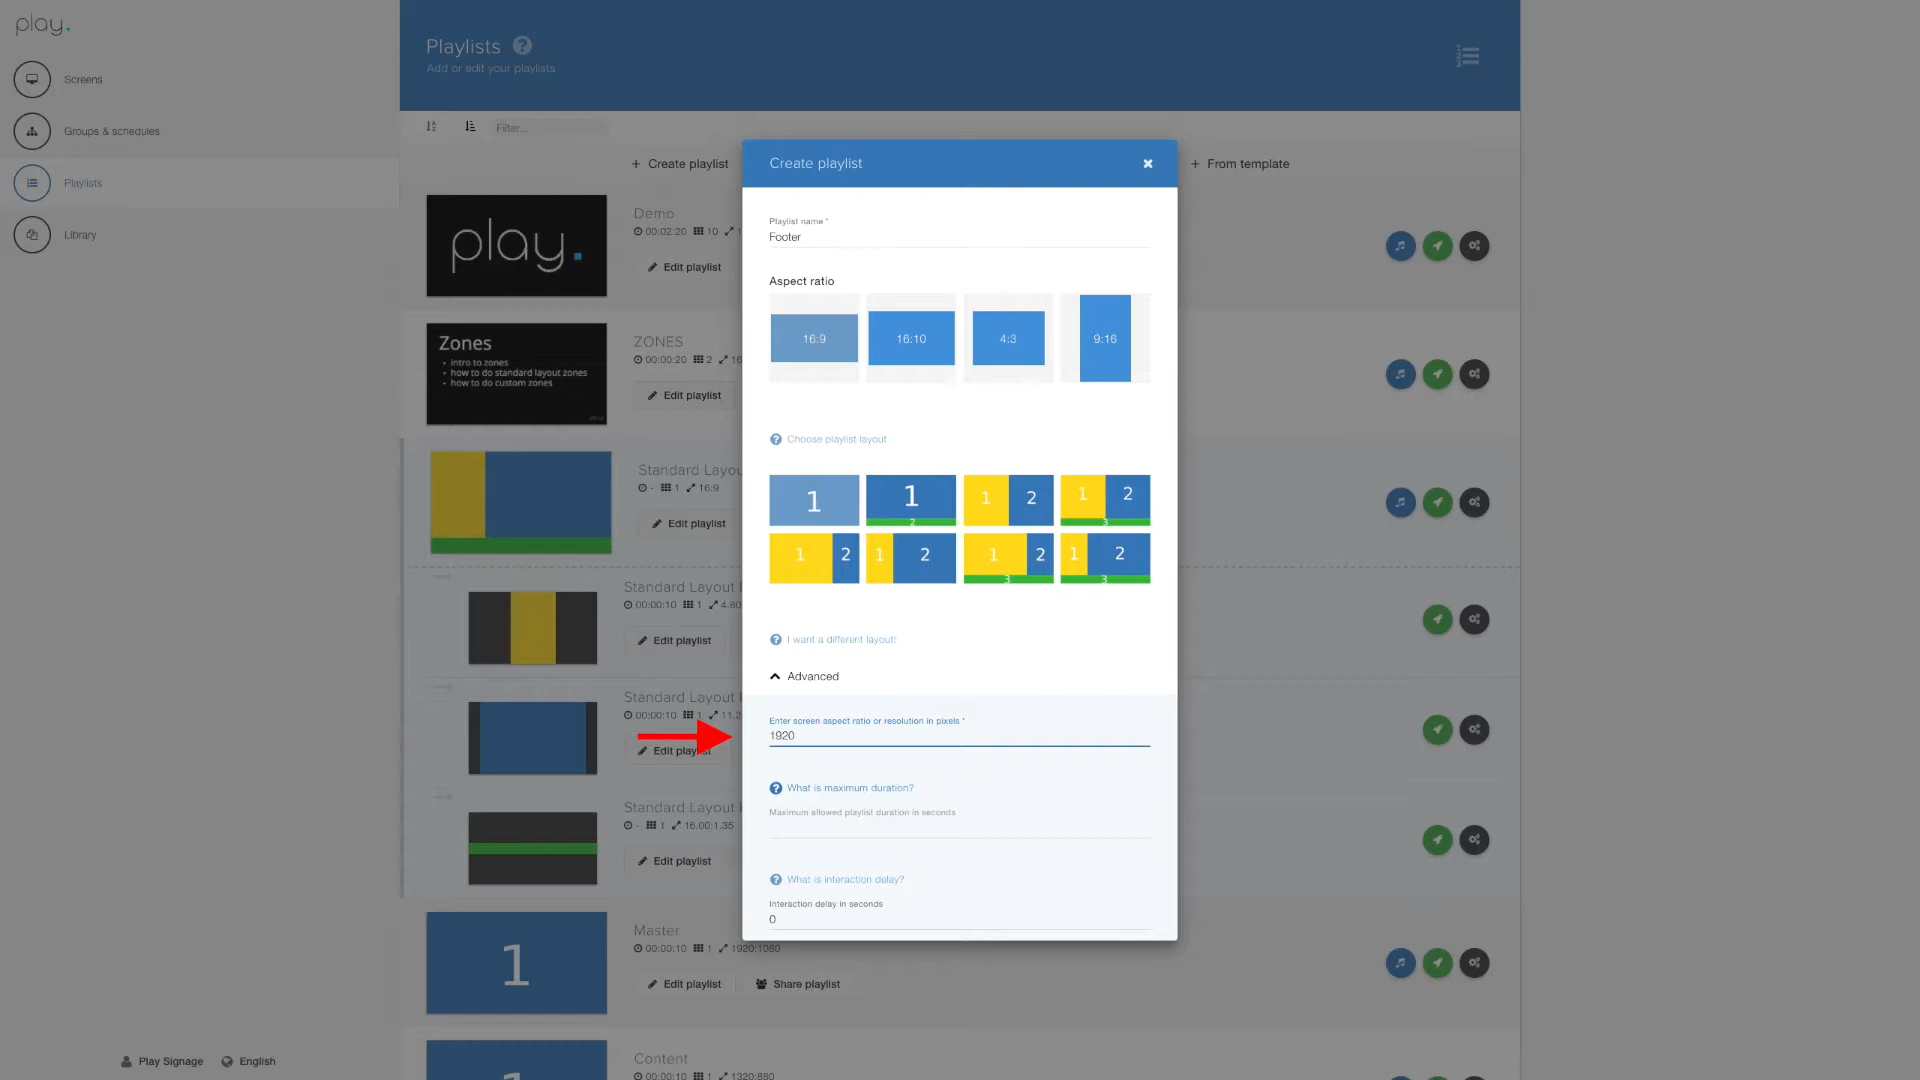 play.
Screens
Groups & schedules
Playlists
Library
Play Signage
English
Playlists
Add or edit your playlists
Filter...
Create playlist
From template
play.
Demo
00:02:20 10
Edit playlist
Zones
intro to zones
how to do standard layout zones
how to do custom zones
play.
ZONES
00:00:20 2 16
Edit playlist
Standard Layou
- 1 16:9
Edit playlist
Standard Layout
00:00:10 1 4.80
Edit playlist
Standard Layout
00:00:10 1 11.2
Edit playlist
Standard Layout
- 1 16.00:1.35
Edit playlist
1
Master
00:00:10 1 1920:1080
Edit playlist
Share playlist
Content
00:00:10 1 1320:880
Create playlist
Playlist name *
Footer
Aspect ratio
16:9 16:10 4:3 9:16
Choose playlist layout
1
1 2
1 2
1 2 3
1 2
1 2
1 2 3
1 2 3
I want a different layout!
Advanced
Enter screen aspect ratio or resolution in pixels *
1920
What is maximum duration?
Maximum allowed playlist duration in seconds
What is interaction delay?
Interaction delay in seconds
0